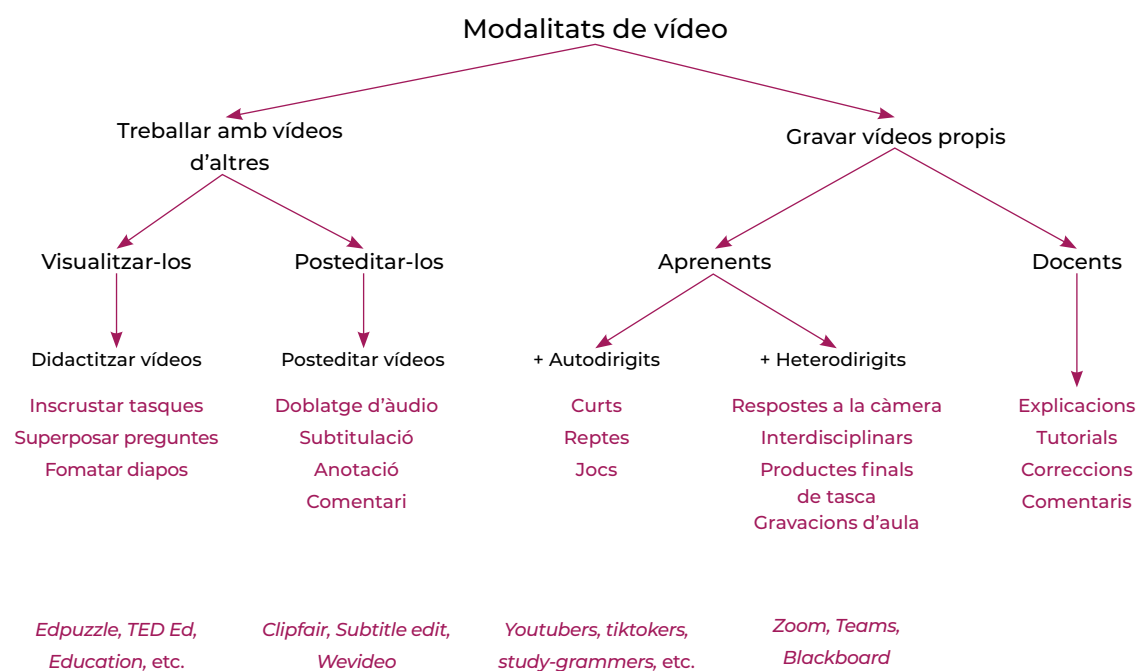 Modalitats de vídeo
Treballar amb vídeos
d'altres
Gravar vídeos propis
Visualitzar-los
Posteditar-los
Aprenents
Docents
Didactitzar vídeos
Posteditar vídeos
+ Autodirigits
+ Heterodirigits
Inscrustar tasques
Superposar preguntes
Fomatar diapos
Doblatge d'àudio
Subtitulació
Anotació
Comentari
Curts
Reptes
Jocs
Respostes a la càmera
Interdisciplinars
Productes finals
de tasca
Gravacions d'aula
Explicacions
Tutorials
Correccions
Comentaris
Edpuzzle, TED Ed,
Education, etc.
Clipfair, Subtitle edit,
Wevideo
Youtubers, tiktokers,
study-grammers, etc.
Zoom, Teams,
Blackboard